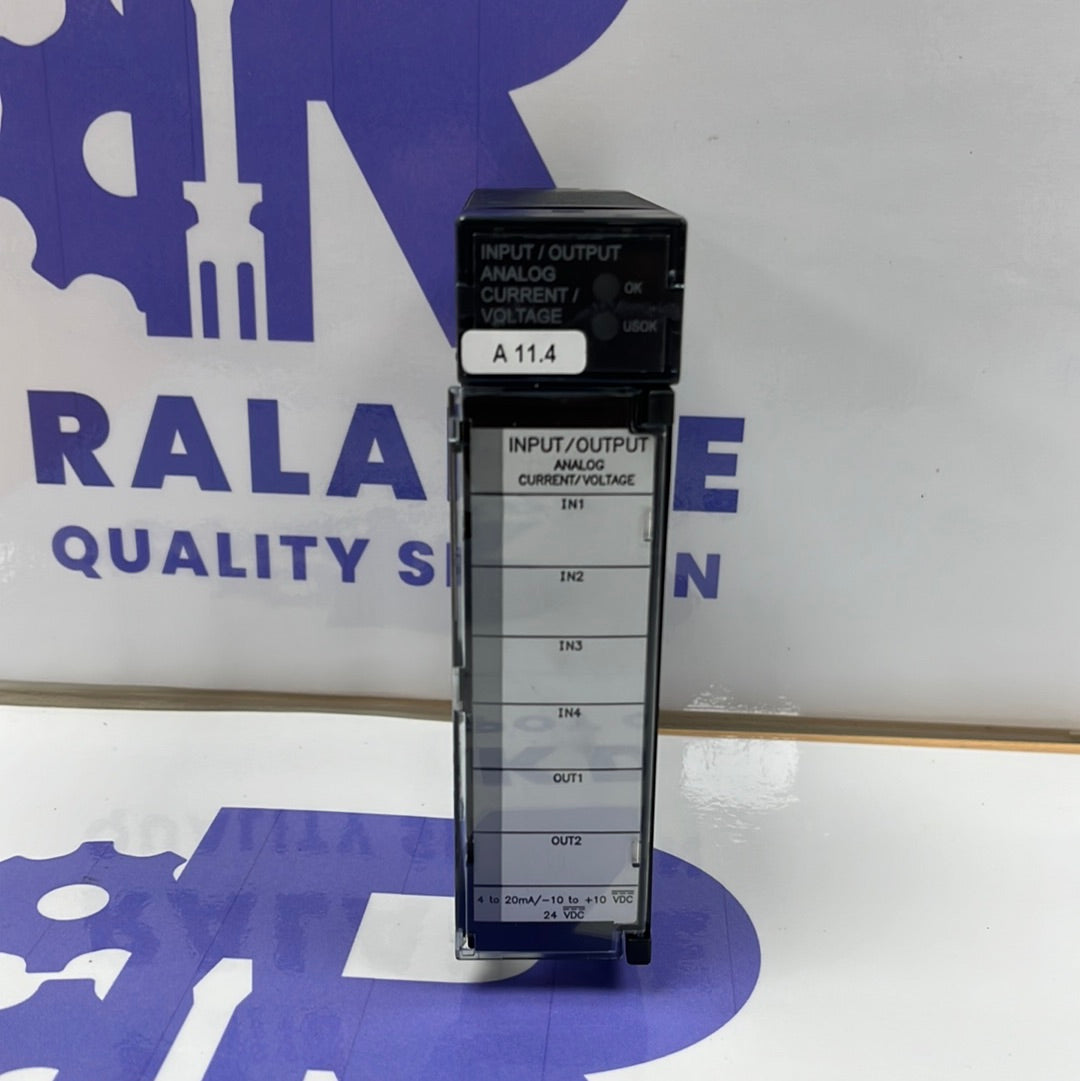 INPUT / OUTPUT
ANALOG
CURRENT /
VOLTAGE
OK
USOK
A 11.4
INPUT/OUTPUT
ANALOG
CURRENT/VOLTAGE
IN1
IN2
IN3
IN4
OUT1
OUT2
4 to 20mA/-10 to +10 VDC
24 VDC
QUALITY